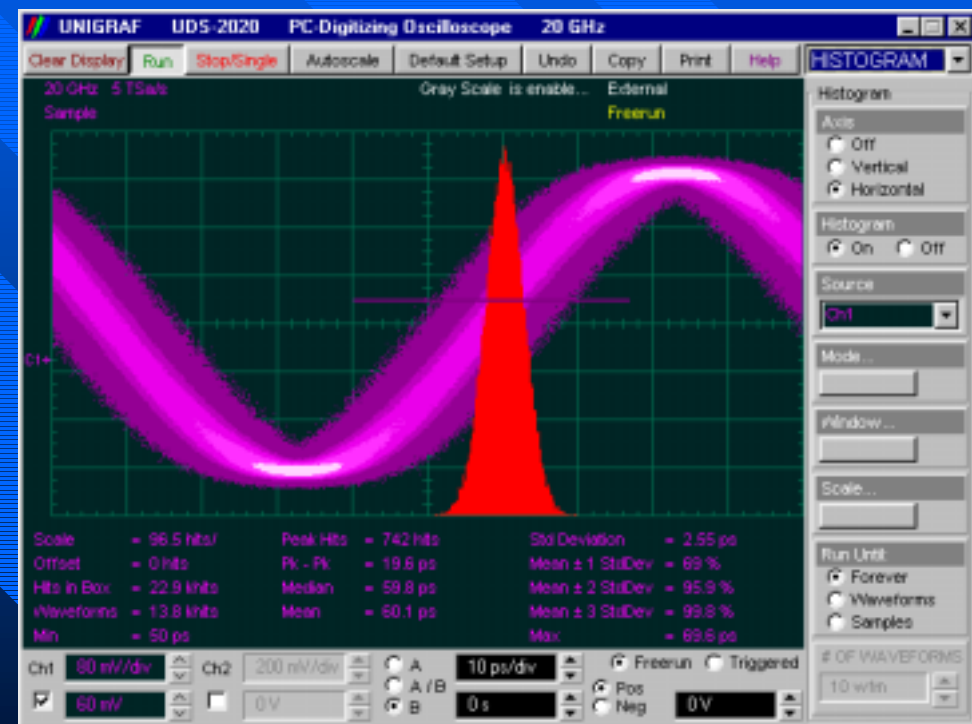 UNIGRAF UDS-2020 PC-Digitizing Oscilloscope 20 GHz
Clear Display Run Stop/Single Autoscale Default Setup Undo Copy Print Help HISTOGRAM
20 GHz 5 TSa/s Gray Scale is enable... External
Sample Freerun
Histogram
Axis
Off
Vertical
Horizontal
Histogram
On Off
Source
Ch1
C1+
Mode...
Window...
Scale...
Scale = 96.5 hits/ Peak Hits = 742 hits Std Deviation = 2.55 ps
Offset = 0 hits Pk - Pk = 19.6 ps Mean ± 1 StdDev = 69 %
Hits in Box = 22.9 khits Median = 59.8 ps Mean ± 2 StdDev = 95.9 %
Waveforms = 13.8 khits Mean = 60.1 ps Mean ± 3 StdDev = 99.8 %
Min = 50 ps Max = 69.6 ps
Run Until:
Forever
Waveforms
Samples
# OF WAVEFORMS
10 wfm
Ch1 80 mV/div Ch2 200 mV/div A 10 ps/div Freerun Triggered
A / B
60 mV 0 V B 0 s Pos Neg 0 V